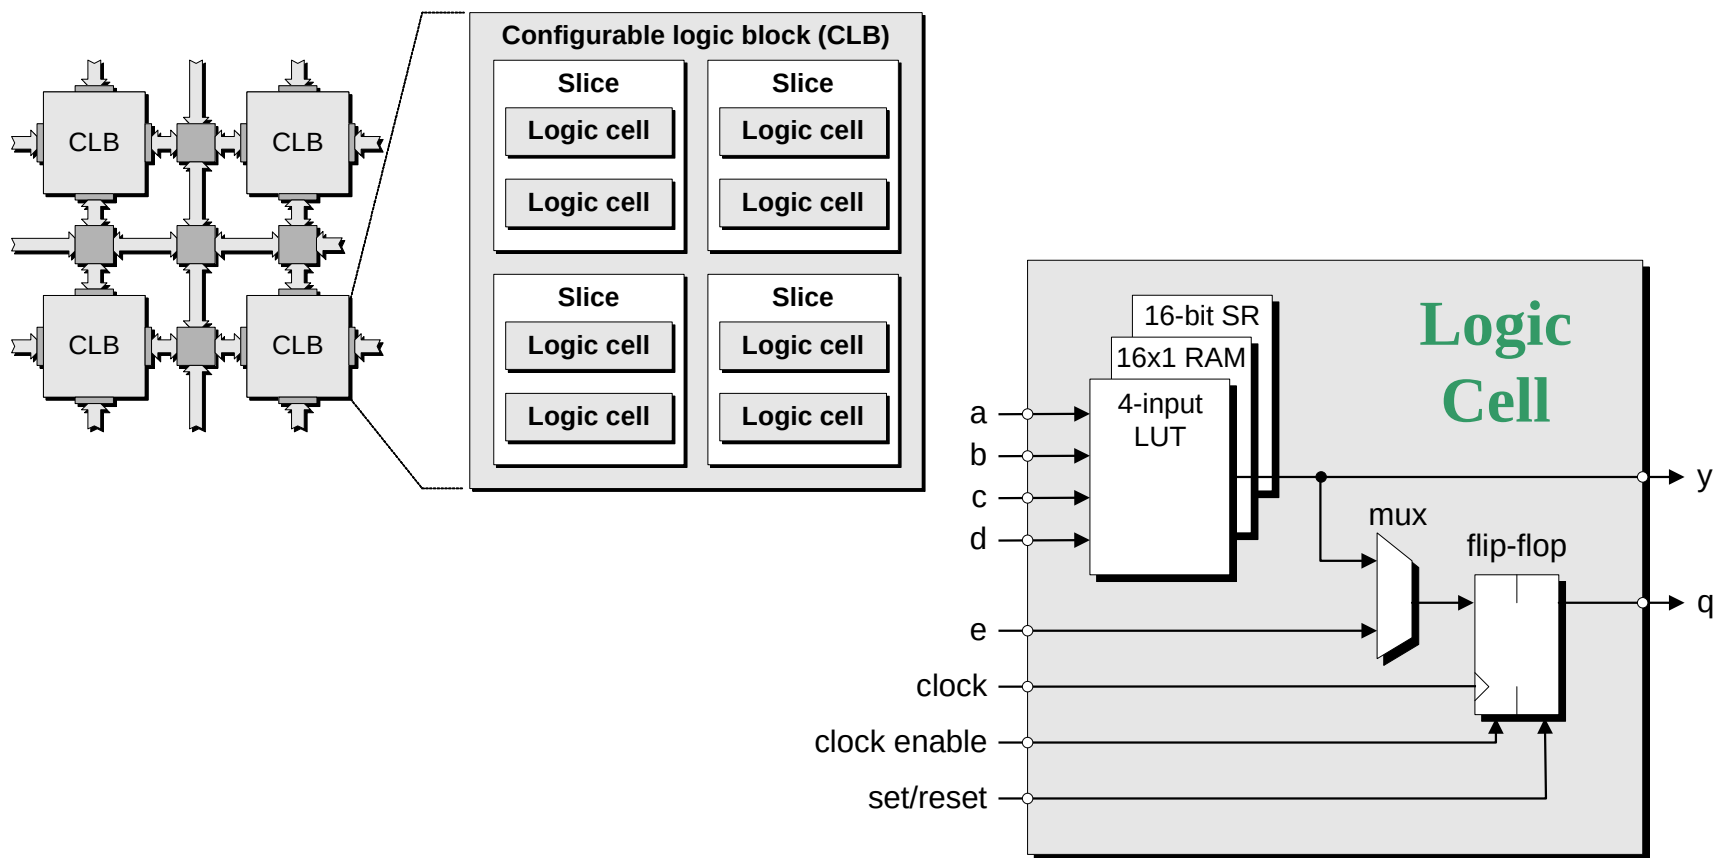 CLB
CLB
CLB
CLB
Configurable logic block (CLB)
Slice
Logic cell
Logic cell
Slice
Logic cell
Logic cell
Slice
Logic cell
Logic cell
Slice
Logic cell
Logic cell
Logic
Cell
16-bit SR
16x1 RAM
4-input
LUT
a
b
c
d
e
clock
clock enable
set/reset
mux
flip-flop
y
q